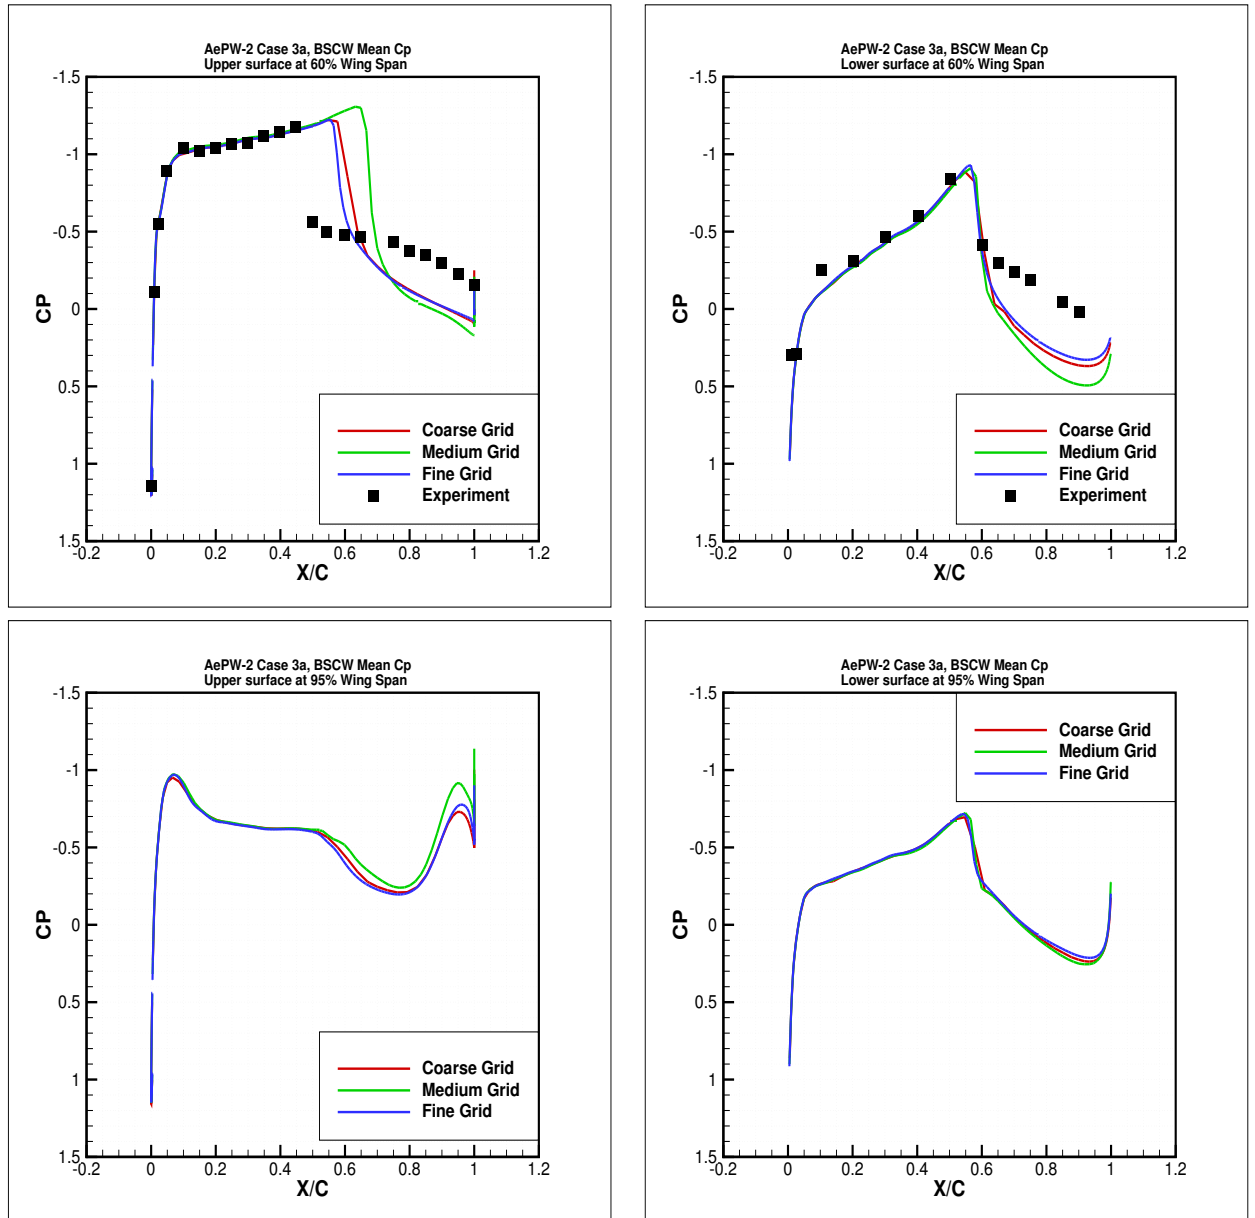 AePW-2 Case 3a, BSCW Mean Cp
Upper surface at 60% Wing Span
-1.5
-1
-0.5
0
0.5
1
1.5
CP
-0.2
0
0.2
0.4
0.6
0.8
1
1.2
X/C
Coarse Grid
Medium Grid
Fine Grid
Experiment
AePW-2 Case 3a, BSCW Mean Cp
Lower surface at 60% Wing Span
-1.5
-1
-0.5
0
0.5
1
1.5
CP
-0.2
0
0.2
0.4
0.6
0.8
1
1.2
X/C
Coarse Grid
Medium Grid
Fine Grid
Experiment
AePW-2 Case 3a, BSCW Mean Cp
Upper surface at 95% Wing Span
-1.5
-1
-0.5
0
0.5
1
1.5
CP
-0.2
0
0.2
0.4
0.6
0.8
1
1.2
X/C
Coarse Grid
Medium Grid
Fine Grid
AePW-2 Case 3a, BSCW Mean Cp
Lower surface at 95% Wing Span
-1.5
-1
-0.5
0
0.5
1
1.5
CP
-0.2
0
0.2
0.4
0.6
0.8
1
1.2
X/C
Coarse Grid
Medium Grid
Fine Grid